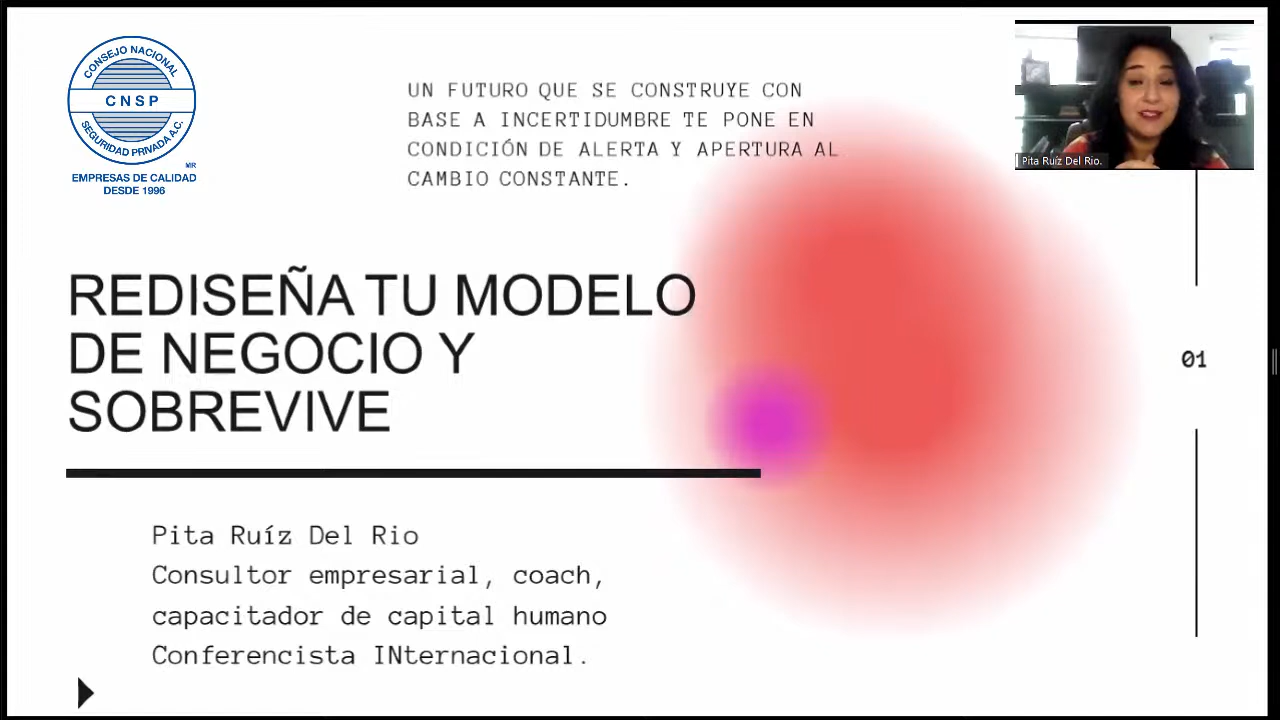 CONSEJO NACIONAL
CNSP
SEGURIDAD PRIVADA A.C.
MR
EMPRESAS DE CALIDAD
DESDE 1996
UN FUTURO QUE SE CONSTRUYE CON
BASE A INCERTIDUMBRE TE PONE EN
CONDICIÓN DE ALERTA Y APERTURA AL
CAMBIO CONSTANTE.
Pita Ruíz Del Rio.
REDISEÑA TU MODELO
DE NEGOCIO Y
SOBREVIVE
01
Pita Ruíz Del Rio
Consultor empresarial, coach,
capacitador de capital humano
Conferencista INternacional.